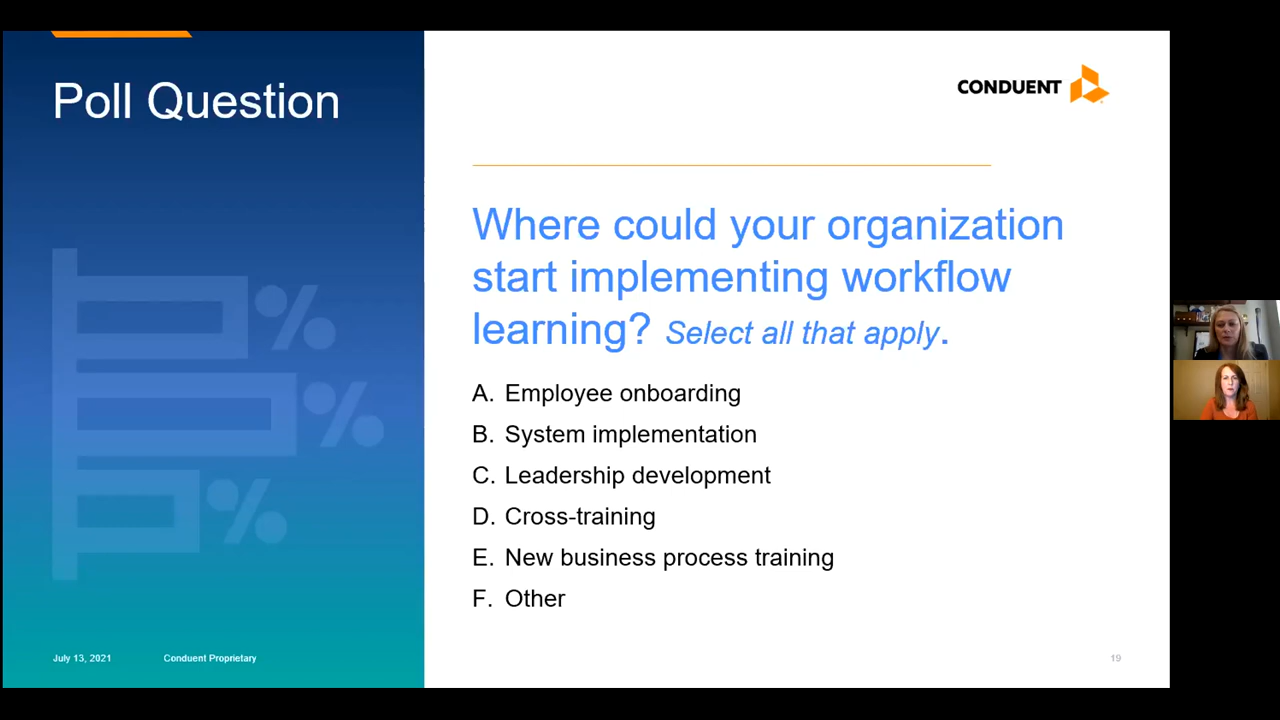 Poll Question
CONDUENT
Where could your organization
start implementing workflow
learning? Select all that apply.
A. Employee onboarding
B. System implementation
C. Leadership development
D. Cross-training
E. New business process training
F. Other
July 13, 2021 Conduent Proprietary 19
%
%
%